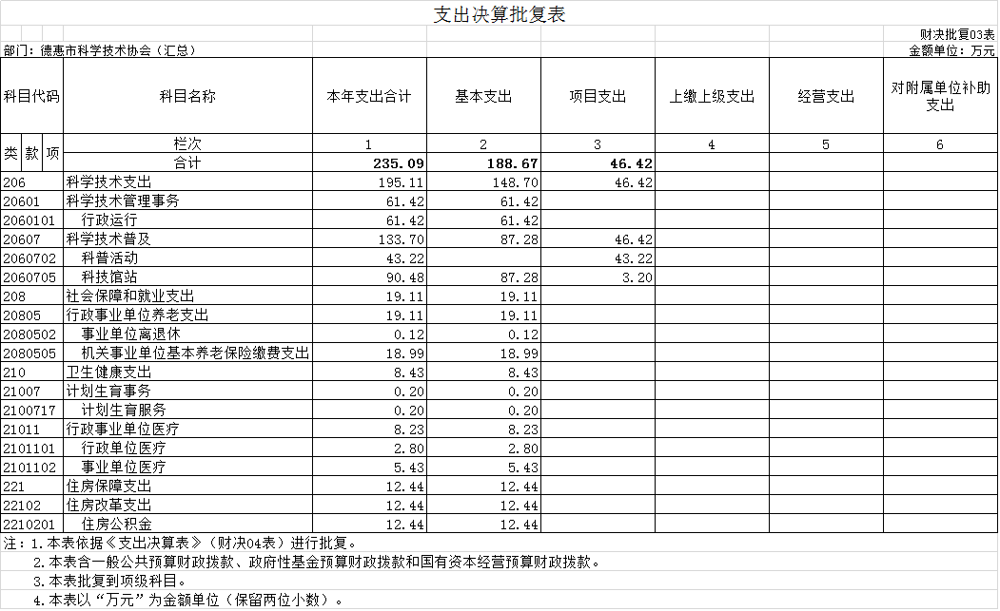 支出决算批复表
财决批复03表
部门：德惠市科学技术协会（汇总） 金额单位：万元
科目代码 科目名称 本年支出合计 基本支出 项目支出 上缴上级支出 经营支出 对附属单位补助支出
类 款 项 栏次 1 2 3 4 5 6
合计 235.09 188.67 46.42
206 科学技术支出 195.11 148.70 46.42
20601 科学技术管理事务 61.42 61.42
2060101 行政运行 61.42 61.42
20607 科学技术普及 133.70 87.28 46.42
2060702 科普活动 43.22 43.22
2060705 科技馆站 90.48 87.28 3.20
208 社会保障和就业支出 19.11 19.11
20805 行政事业单位养老支出 19.11 19.11
2080502 事业单位离退休 0.12 0.12
2080505 机关事业单位基本养老保险缴费支出 18.99 18.99
210 卫生健康支出 8.43 8.43
21007 计划生育事务 0.20 0.20
2100717 计划生育服务 0.20 0.20
21011 行政事业单位医疗 8.23 8.23
2101101 行政单位医疗 2.80 2.80
2101102 事业单位医疗 5.43 5.43
221 住房保障支出 12.44 12.44
22102 住房改革支出 12.44 12.44
2210201 住房公积金 12.44 12.44
注：1.本表依据《支出决算表》（财决04表）进行批复。
2.本表含一般公共预算财政拨款、政府性基金预算财政拨款和国有资本经营预算财政拨款。
3.本表批复到项级科目。
4.本表以“万元”为金额单位（保留两位小数）。